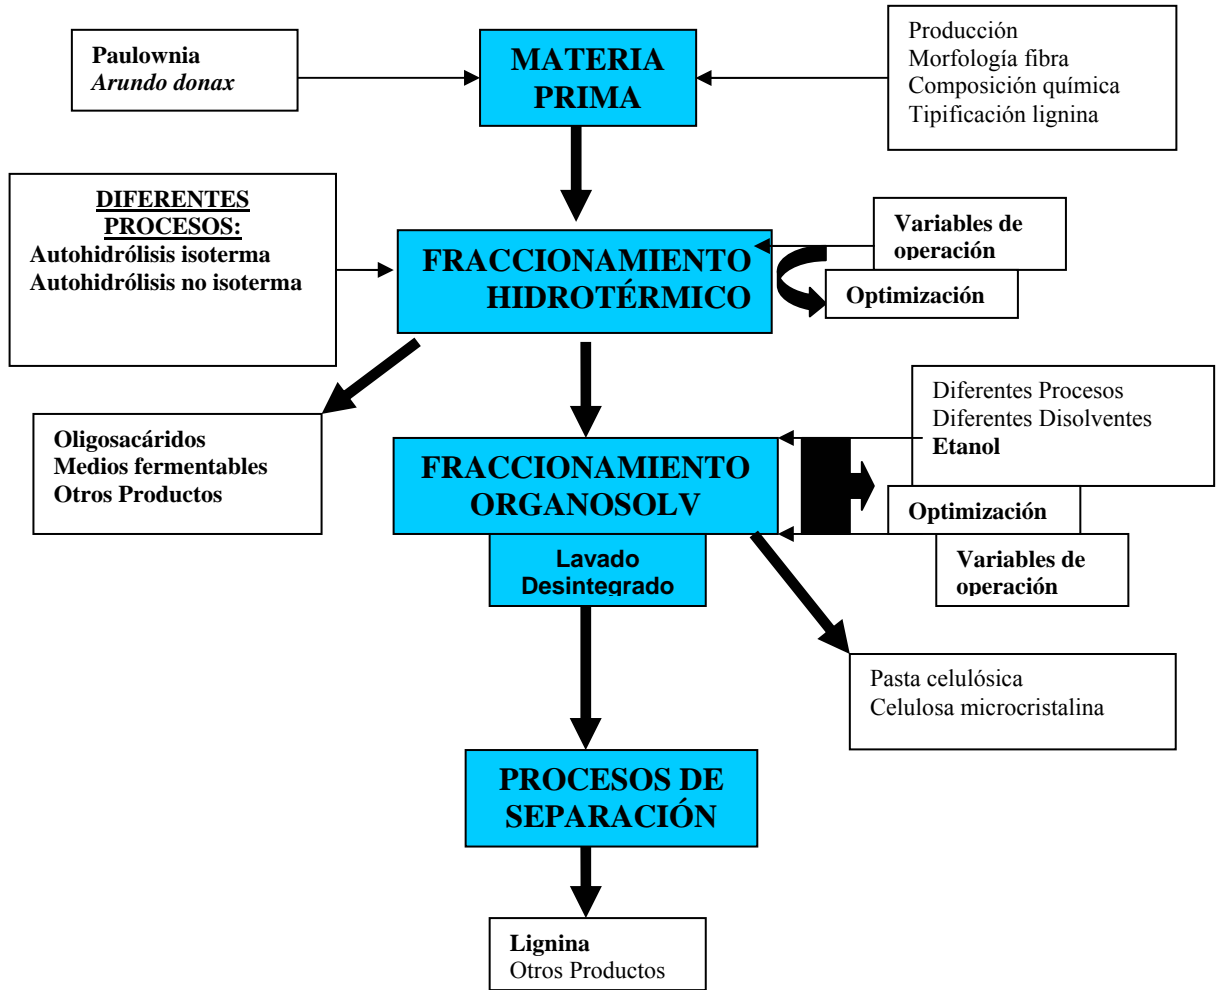 Paulownia
Arundo donax
MATERIA
PRIMA
Producción
Morfología fibra
Composición química
Tipificación lignina
DIFERENTES
PROCESOS:
Autohidrólisis isoterma
Autohidrólisis no isoterma
FRACCIONAMIENTO
HIDROTÉRMICO
Variables de
operación
Optimización
Oligosacáridos
Medios fermentables
Otros Productos
FRACCIONAMIENTO
ORGANOSOLV
Lavado
Desintegrado
Diferentes Procesos
Diferentes Disolventes
Etanol
Optimización
Variables de
operación
Pasta celulósica
Celulosa microcristalina
PROCESOS DE
SEPARACIÓN
Lignina
Otros Productos